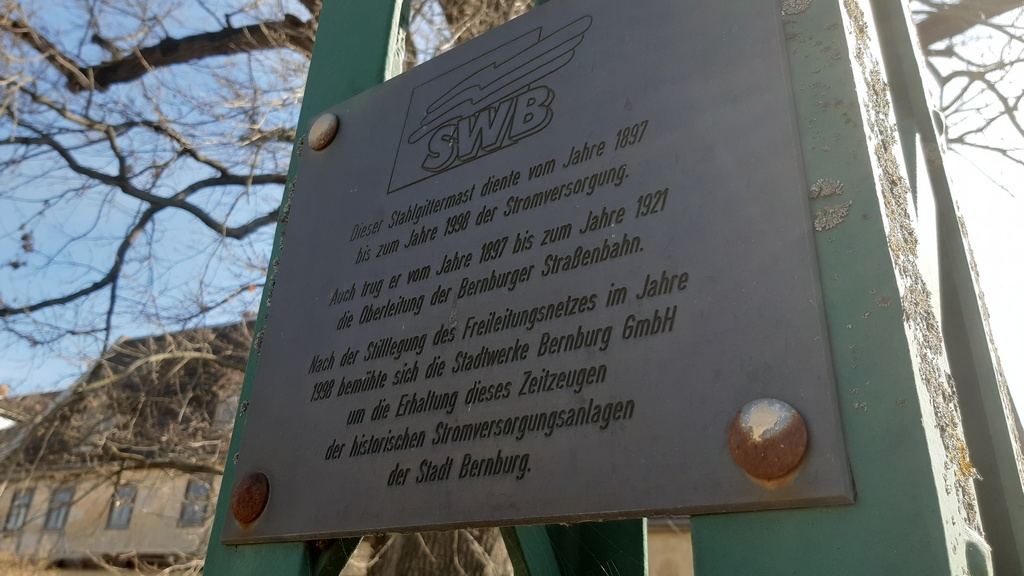 SWB
Dieser Stahlgittermast diente vom Jahre 1897
bis zum Jahre 1998 der Stromversorgung.
Auch trug er vom Jahre 1897 bis zum Jahre 1921
die Oberleitung der Bernburger Straßenbahn.
Nach der Stillegung des Freileitungsnetzes im Jahre
1998 bemühte sich die Stadtwerke Bernburg GmbH
um die Erhaltung dieses Zeitzeugen
der historischen Stromversorgungsanlagen
der Stadt Bernburg.